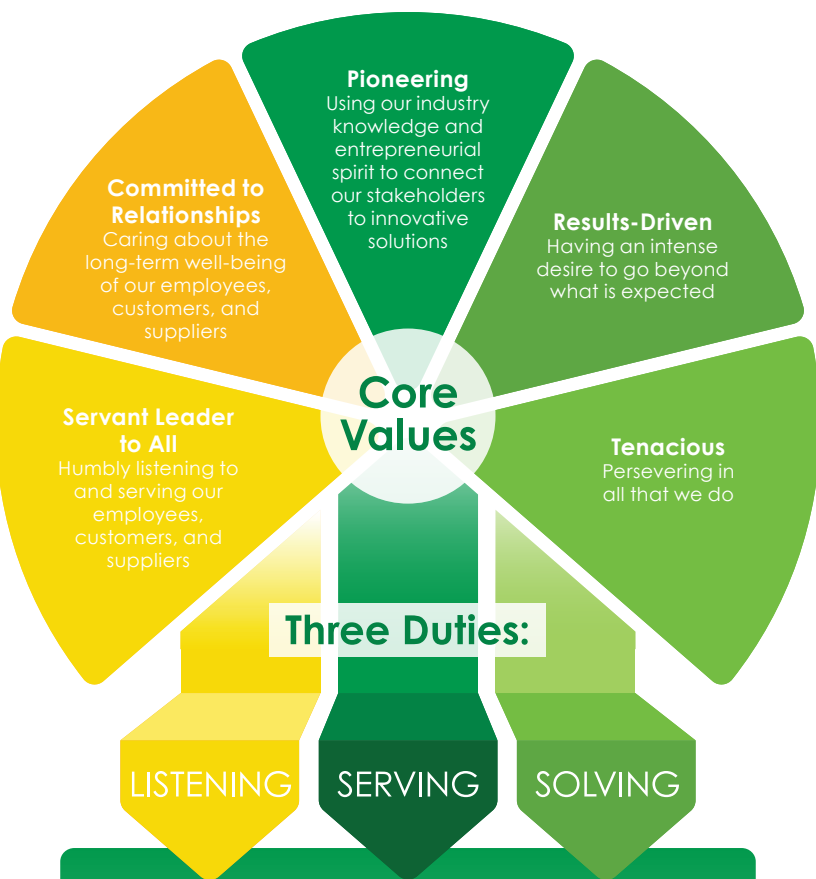 Pioneering
Using our industry
knowledge and
entrepreneurial
spirit to connect
our stakeholders
to innovative
solutions
Committed to
Relationships
Caring about the
long-term well-being
of our employees,
customers, and
suppliers
Results-Driven
Having an intense
desire to go beyond
what is expected
Servant Leader
to All
Humbly listening to
and serving our
employees,
customers, and
suppliers
Core
Values
Tenacious
Persevering in
all that we do
Three Duties:
LISTENING
SERVING
SOLVING